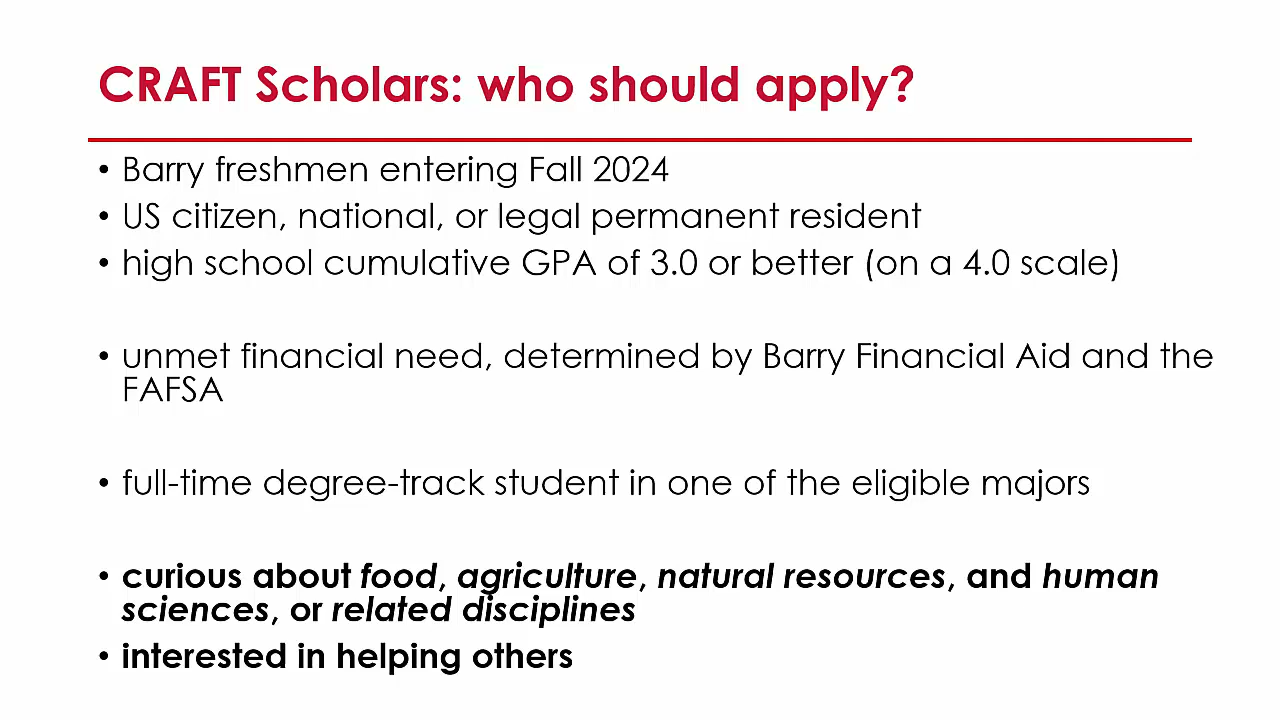 CRAFT Scholars: who should apply?
• Barry freshmen entering Fall 2024
• US citizen, national, or legal permanent resident
• high school cumulative GPA of 3.0 or better (on a 4.0 scale)
• unmet financial need, determined by Barry Financial Aid and the
FAFSA
• full-time degree-track student in one of the eligible majors
• curious about food, agriculture, natural resources, and human
sciences, or related disciplines
• interested in helping others